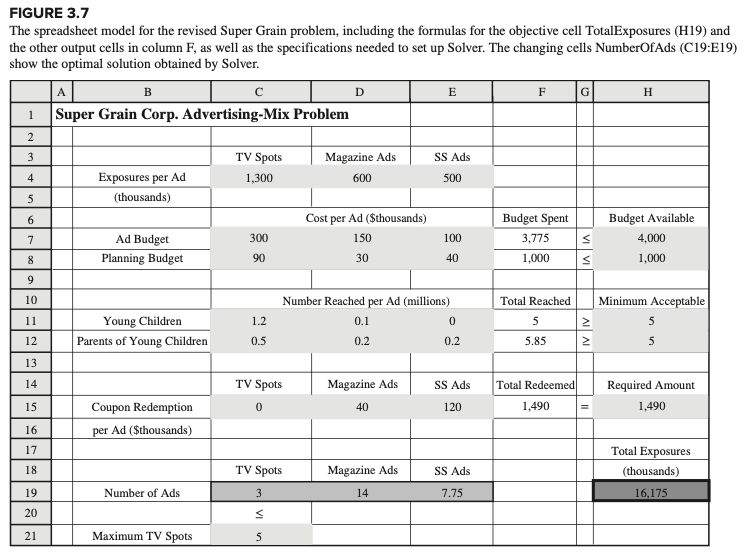 FIGURE 3.7
The spreadsheet model for the revised Super Grain problem, including the formulas for the objective cell TotalExposures (H19) and
the other output cells in column F, as well as the specifications needed to set up Solver. The changing cells NumberOfAds (C19:E19)
show the optimal solution obtained by Solver.
A B C D E F G H
1 Super Grain Corp. Advertising-Mix Problem
2
3 TV Spots Magazine Ads SS Ads
4 Exposures per Ad 1,300 600 500
5 (thousands)
6 Cost per Ad ($thousands) Budget Spent Budget Available
7 Ad Budget 300 150 100 3,775 ≤ 4,000
8 Planning Budget 90 30 40 1,000 ≤ 1,000
9
10 Number Reached per Ad (millions) Total Reached Minimum Acceptable
11 Young Children 1.2 0.1 0 5 ≥ 5
12 Parents of Young Children 0.5 0.2 0.2 5.85 ≥ 5
13
14 TV Spots Magazine Ads SS Ads Total Redeemed Required Amount
15 Coupon Redemption 0 40 120 1,490 = 1,490
16 per Ad ($thousands)
17 Total Exposures
18 TV Spots Magazine Ads SS Ads (thousands)
19 Number of Ads 3 14 7.75 16,175
20 ≤
21 Maximum TV Spots 5